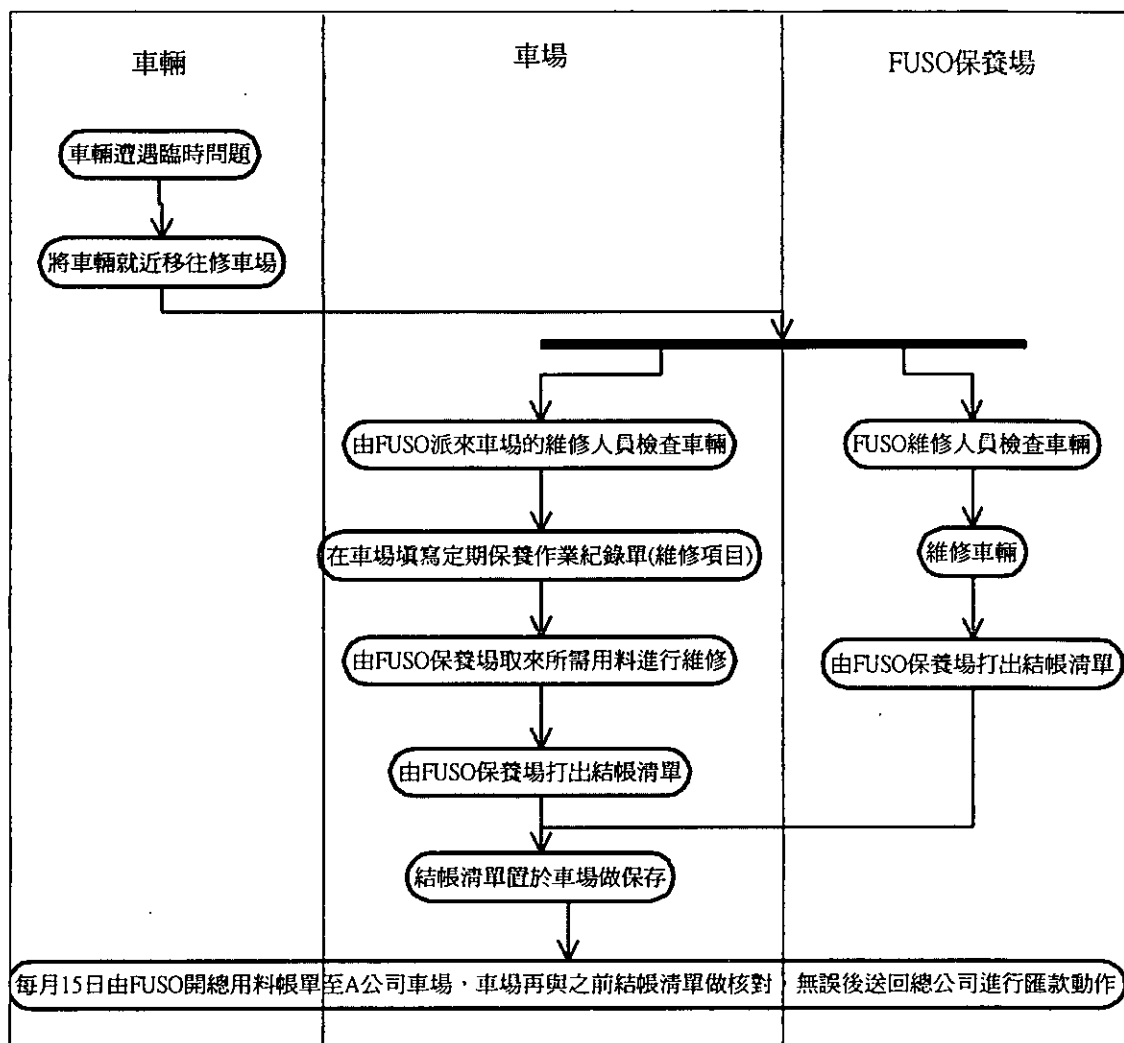 車輛
車場
FUSO保養場
車輛遭遇臨時問題
將車輛就近移往修車場
由FUSO派來車場的維修人員檢查車輛
FUSO維修人員檢查車輛
在車場填寫定期保養作業紀錄單(維修項目)
維修車輛
由FUSO保養場取來所需用料進行維修
由FUSO保養場打出結帳清單
由FUSO保養場打出結帳清單
結帳清單置於車場做保存
每月15日由FUSO開總用料帳單至A公司車場，車場再與之前結帳清單做核對，無誤後送回總公司進行匯款動作